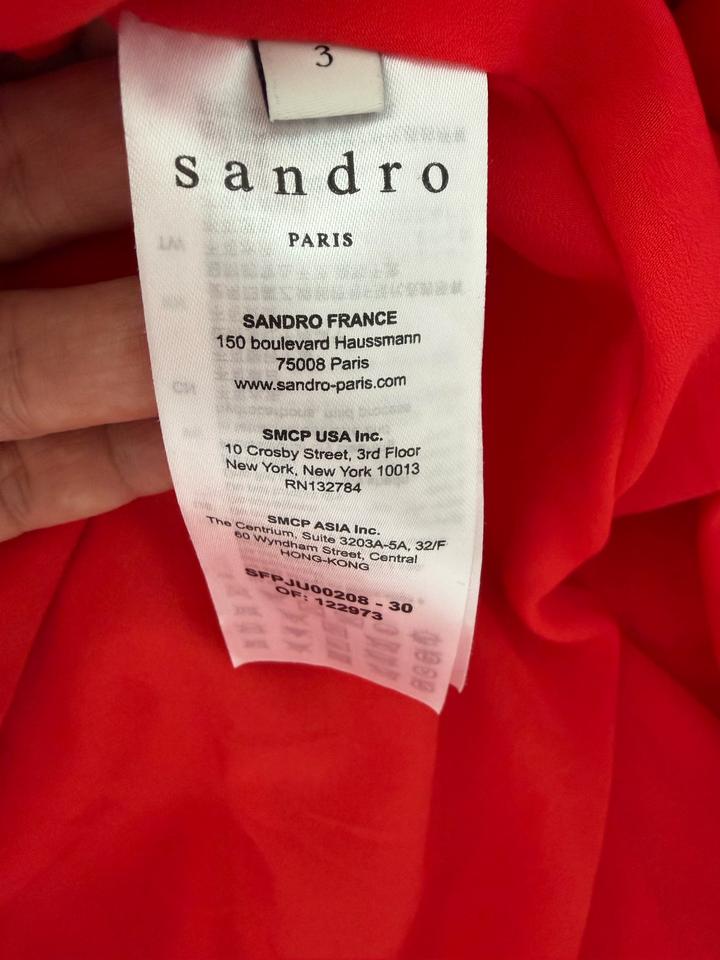 3
sandro
PARIS
SANDRO FRANCE
150 boulevard Haussmann
75008 Paris
www.sandro-paris.com
SMCP USA Inc.
10 Crosby Street, 3rd Floor
New York, New York 10013
RN132784
SMCP ASIA Inc.
The Centrium, Suite 3203A-5A, 32/F
60 Wyndham Street, Central
HONG-KONG
SFPJU00208 - 30
OF: 122973